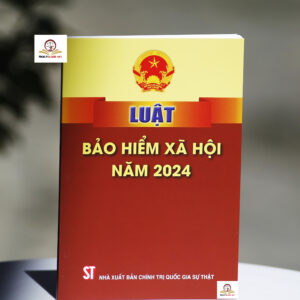 LUẬT
BẢO HIỂM XÃ HỘI
NĂM 2024
ST NHÀ XUẤT BẢN CHÍNH TRỊ QUỐC GIA SỰ THẬT